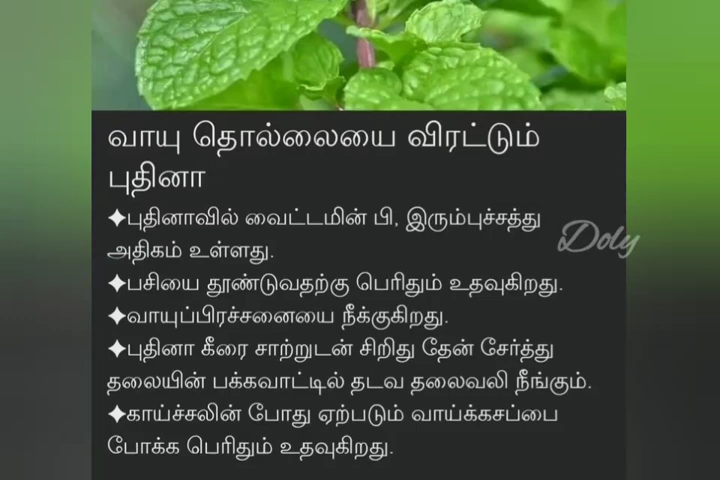 வாயு தொல்லையை விரட்டும்
புதினா
✦புதினாவில் வைட்டமின் பி, இரும்புச்சத்து
அதிகம் உள்ளது.
✦பசியை தூண்டுவதற்கு பெரிதும் உதவுகிறது.
✦வாயுப்பிரச்சனையை நீக்குகிறது.
✦புதினா கீரை சாற்றுடன் சிறிது தேன் சேர்த்து
தலையின் பக்கவாட்டில் தடவ தலைவலி நீங்கும்.
✦காய்ச்சலின் போது ஏற்படும் வாய்க்கசப்பை
போக்க பெரிதும் உதவுகிறது.
Doly